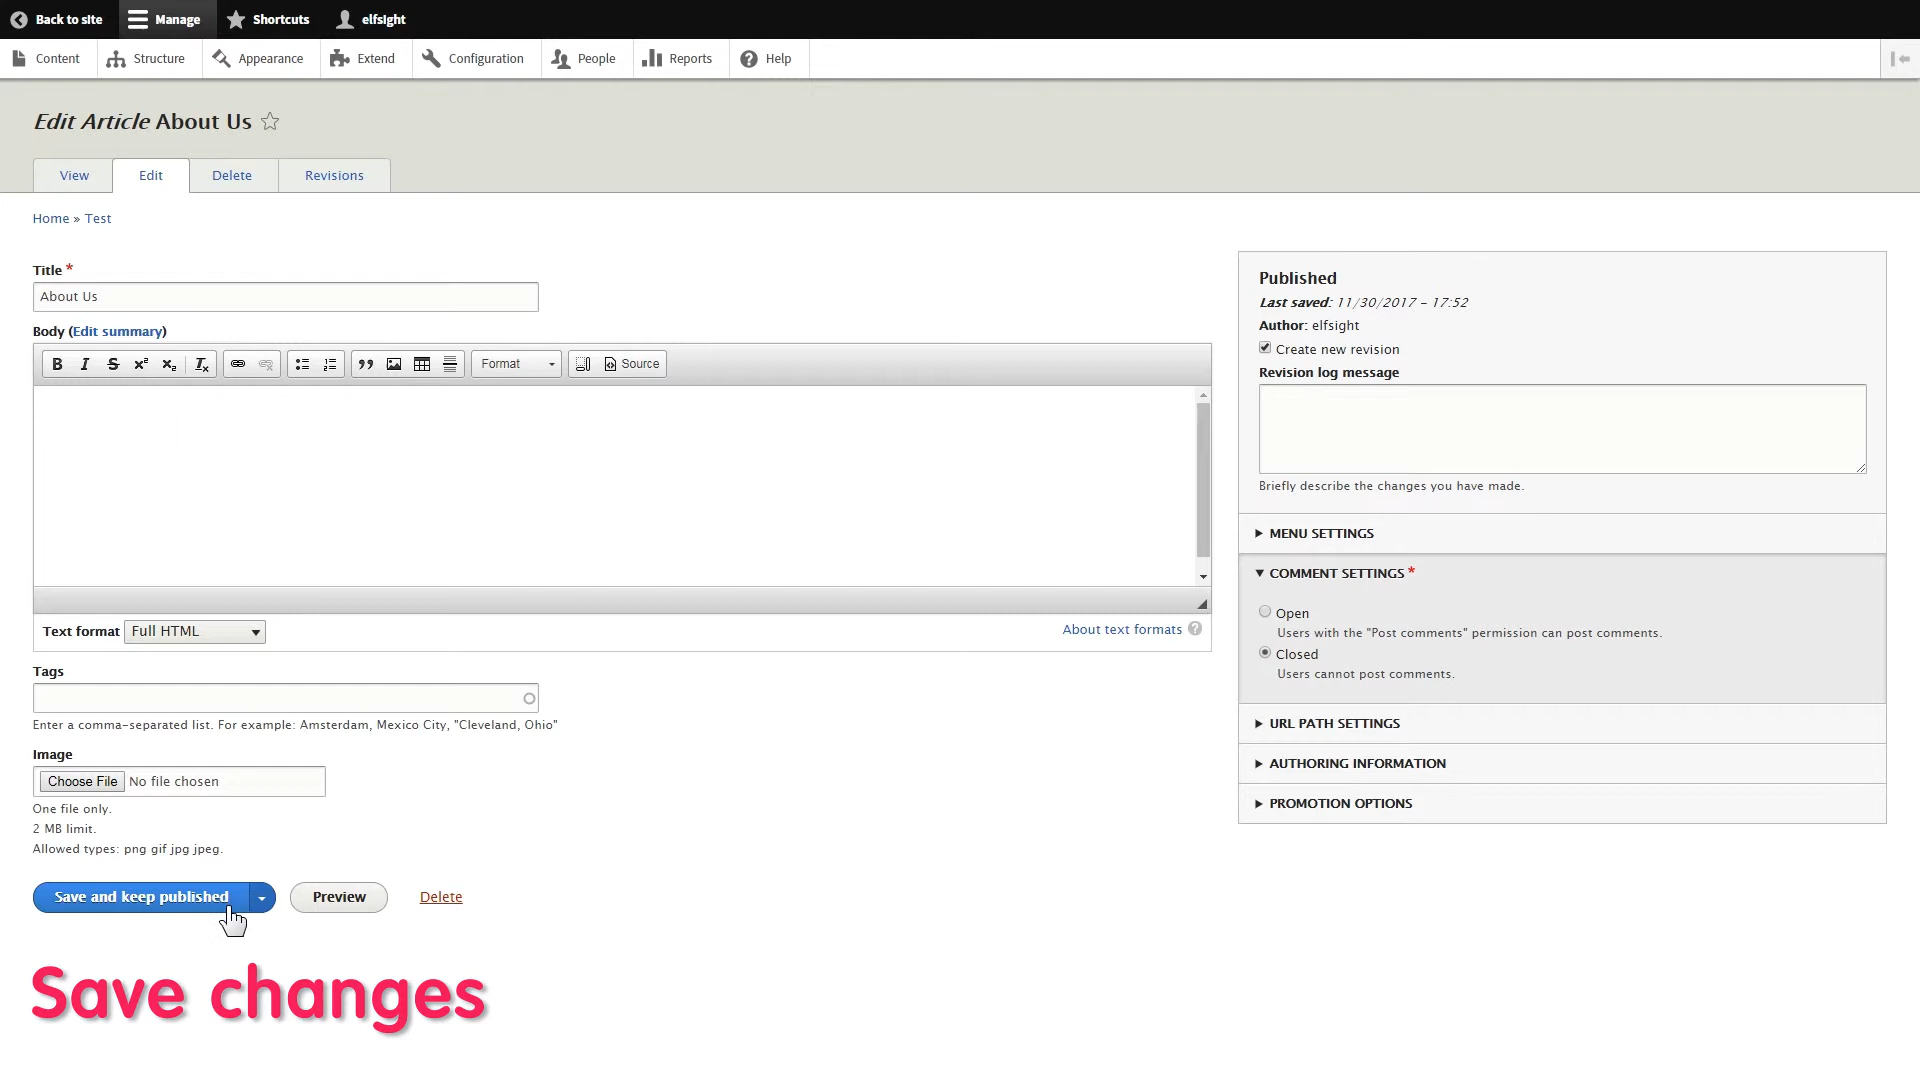 Back to site Manage Shortcuts elfsight
Content Structure Appearance Extend Configuration People Reports Help
Edit Article About Us
View Edit Delete Revisions
Home » Test
Title *
About Us
Body (Edit summary)
B I S x² x₂ Ix Format Source
Text format Full HTML About text formats ?
Tags
Enter a comma-separated list. For example: Amsterdam, Mexico City, "Cleveland, Ohio"
Image
Choose File No file chosen
One file only.
2 MB limit.
Allowed types: png gif jpg jpeg.
Save and keep published Preview Delete
Save changes
Published
Last saved: 11/30/2017 - 17:52
Author: elfsight
Create new revision
Revision log message
Briefly describe the changes you have made.
MENU SETTINGS
COMMENT SETTINGS *
Open
Users with the "Post comments" permission can post comments.
Closed
Users cannot post comments.
URL PATH SETTINGS
AUTHORING INFORMATION
PROMOTION OPTIONS